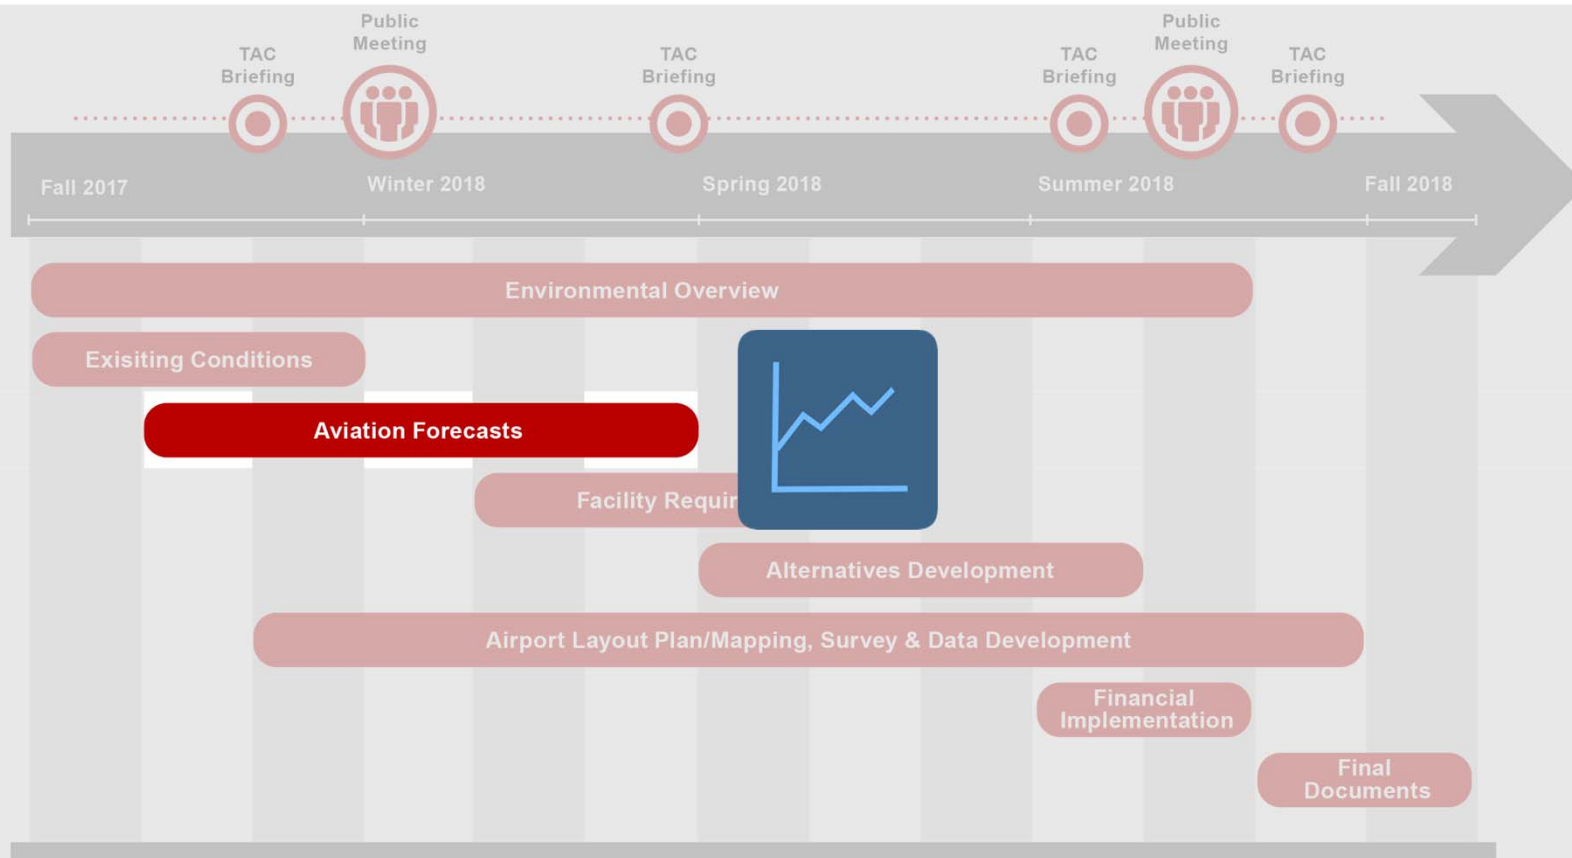 Public
Meeting
TAC
Briefing
TAC
Briefing
TAC
Briefing
Public
Meeting
TAC
Briefing
Fall 2017
Winter 2018
Spring 2018
Summer 2018
Fall 2018
Environmental Overview
Exisiting Conditions
Aviation Forecasts
Facility Requir
Alternatives Development
Airport Layout Plan/Mapping, Survey & Data Development
Financial
Implementation
Final
Documents